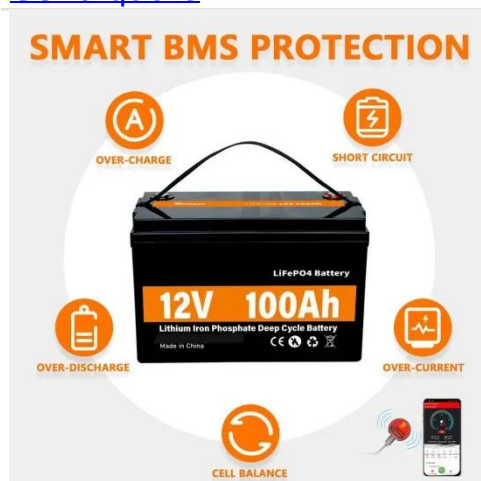 SMART BMS PROTECTION
OVER-CHARGE
SHORT CIRCUIT
LiFePO4 Battery
12V 100Ah
Lithium Iron Phosphate Deep Cycle Battery
Made in China
CE
OVER-DISCHARGE
OVER-CURRENT
CELL BALANCE